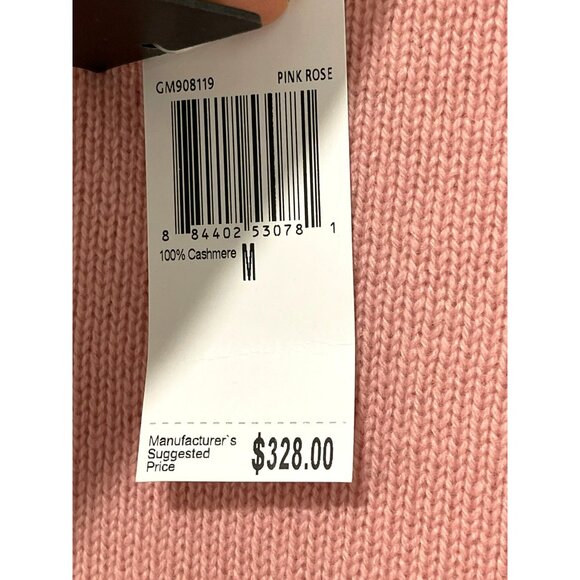 GM908119 PINK ROSE
8 84402 53078 1
100% Cashmere M
Manufacturer`s
Suggested
Price
$328.00